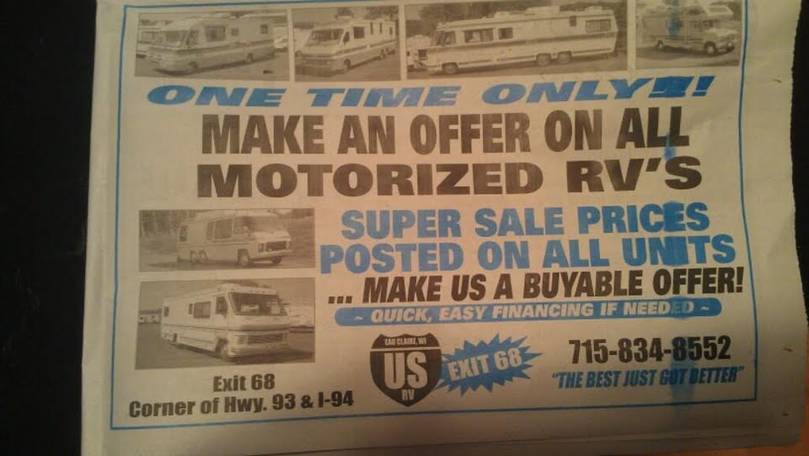 ONE TIME ONLY!!!
MAKE AN OFFER ON ALL
MOTORIZED RV'S
SUPER SALE PRICES
POSTED ON ALL UNITS
... MAKE US A BUYABLE OFFER!
~ QUICK, EASY FINANCING IF NEEDED ~
EAU CLAIRE, WI
US
RV
EXIT 68
715-834-8552
"THE BEST JUST GOT BETTER"
Exit 68
Corner of Hwy. 93 & I-94